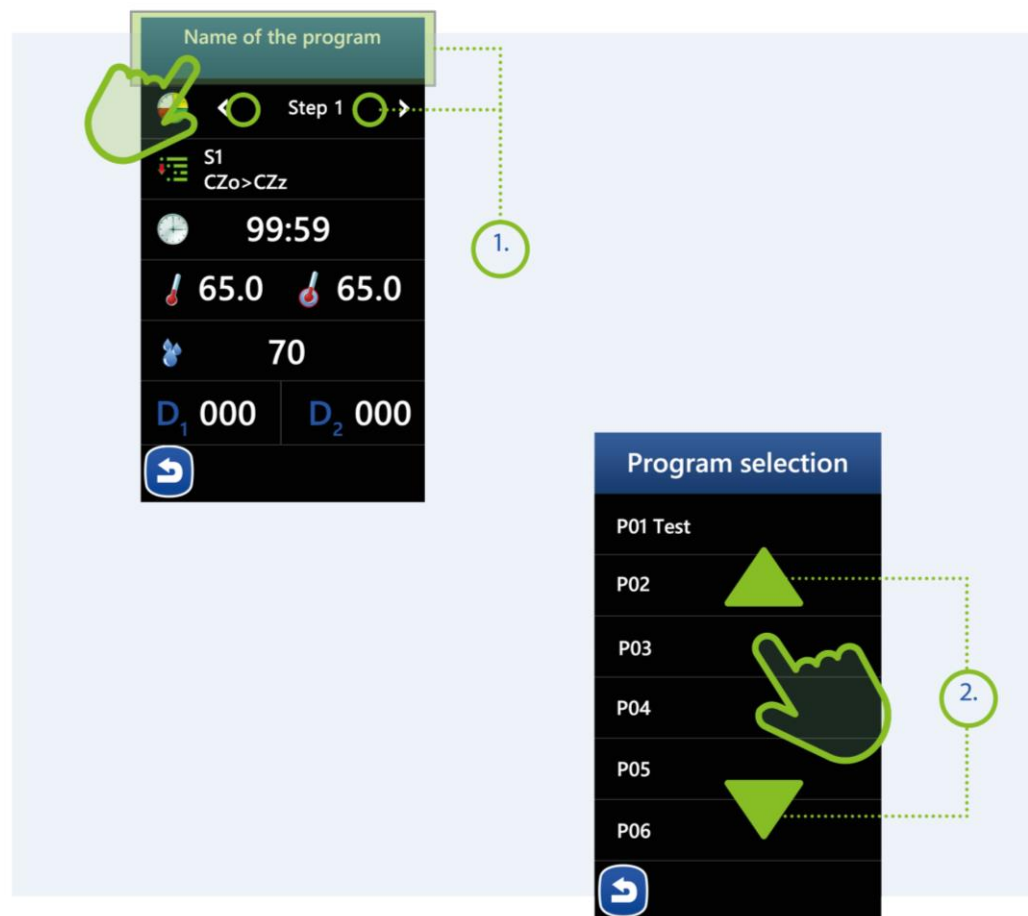 Name of the program
Step 1
S1
CZo>CZz
99:59
65.0 65.0
70
D1 000 D2 000
1.
Program selection
P01 Test
P02
P03
P04
P05
P06
2.